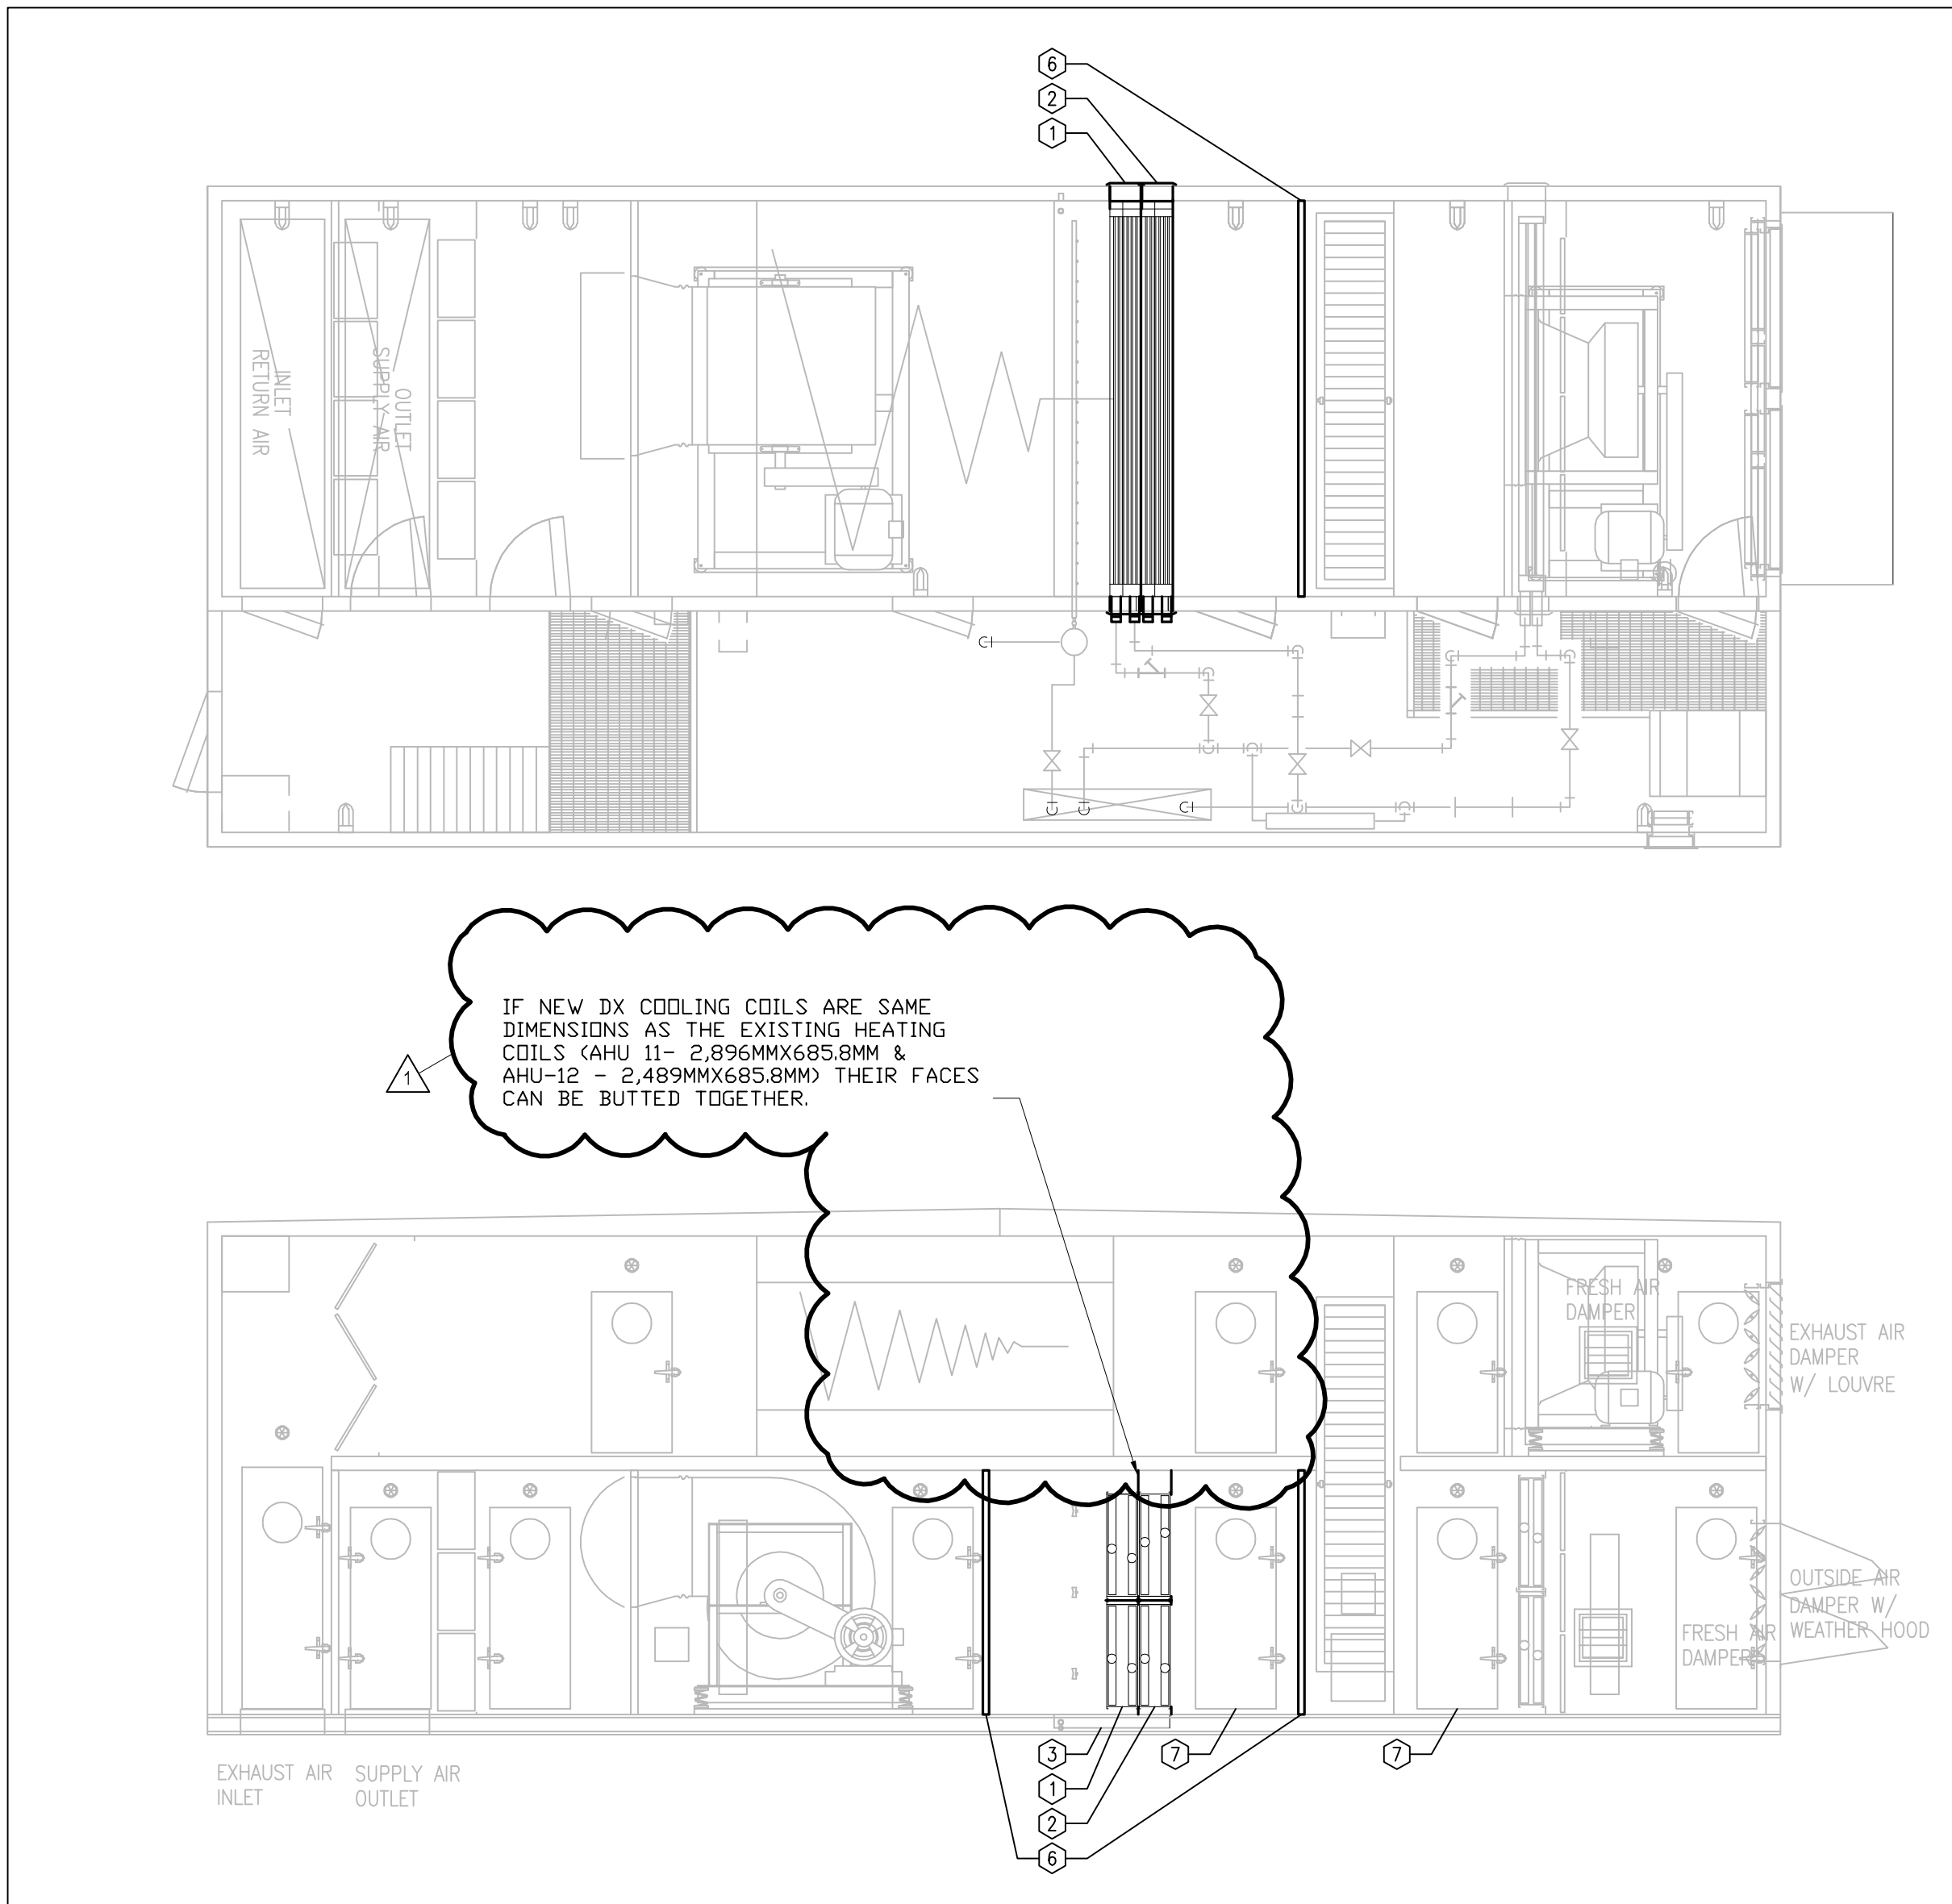 6
2
1
INLET
RETURN AIR
OUTLET
SUPPLY AIR
IF NEW DX COOLING COILS ARE SAME
DIMENSIONS AS THE EXISTING HEATING
COILS (AHU 11- 2,896MMX685.8MM &
AHU-12 - 2,489MMX685.8MM) THEIR FACES
CAN BE BUTTED TOGETHER.
1
FRESH AIR
DAMPER
EXHAUST AIR
DAMPER
W/ LOUVRE
OUTSIDE AIR
DAMPER W/
WEATHER HOOD
FRESH AIR
DAMPER
3
7
7
1
2
6
EXHAUST AIR
INLET
SUPPLY AIR
OUTLET